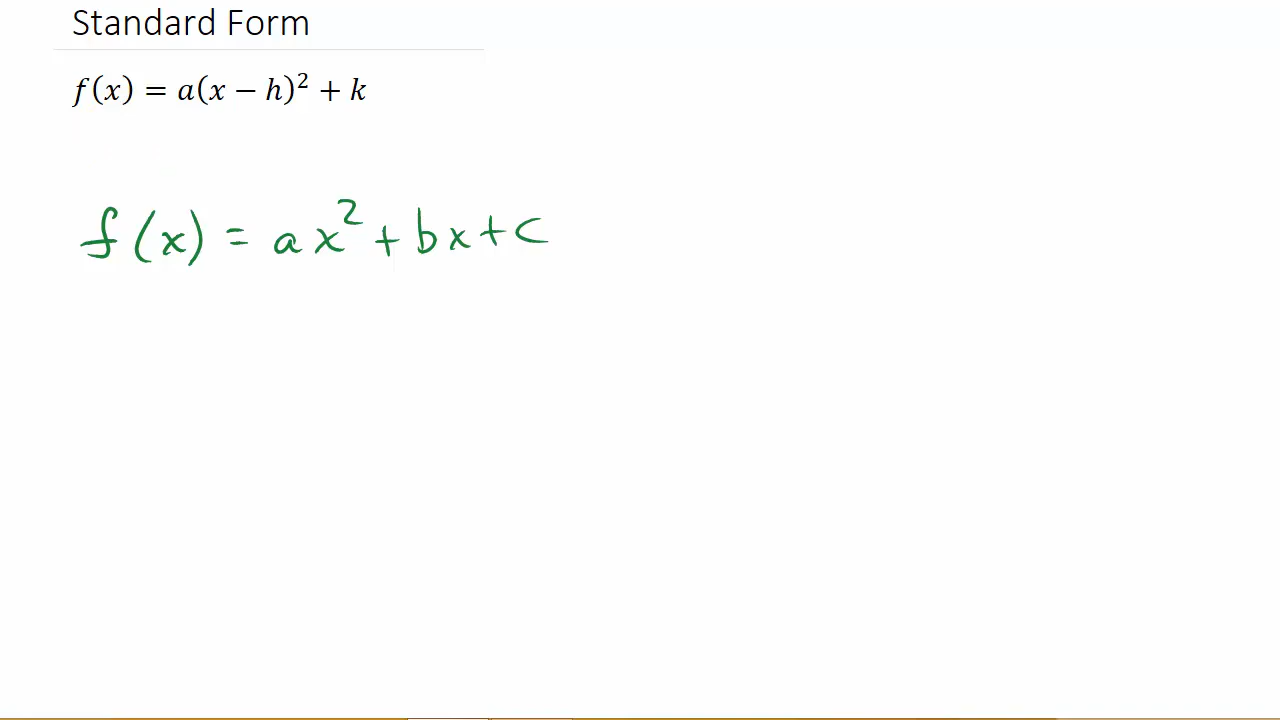 Standard Form
f(x) = a(x − h)² + k
f(x) = ax² + bx + c